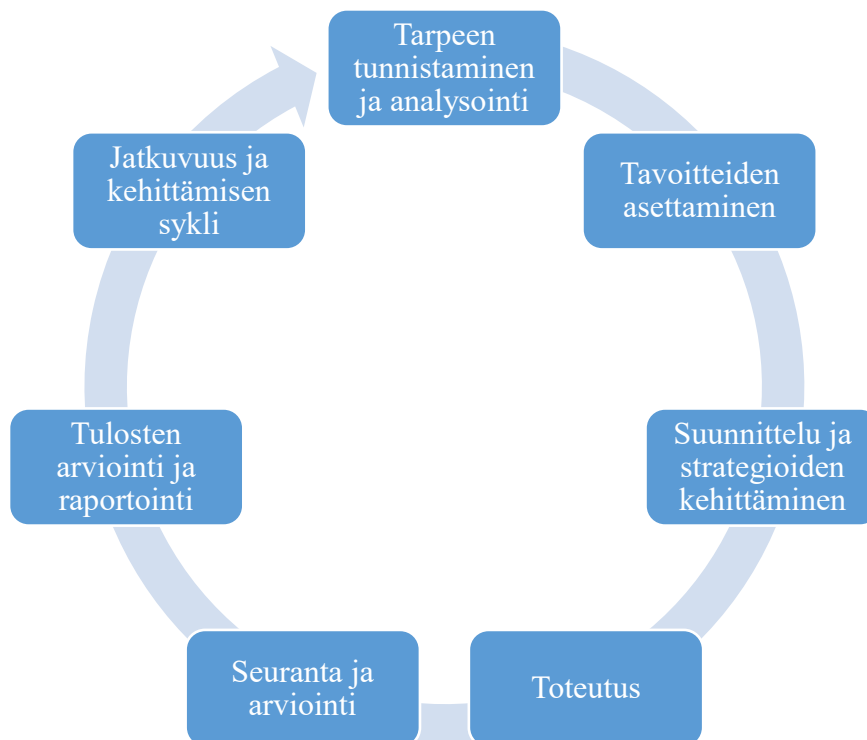 Tarpeen
tunnistaminen
ja analysointi
Tavoitteiden
asettaminen
Suunnittelu ja
strategioiden
kehittäminen
Toteutus
Seuranta ja
arviointi
Tulosten
arviointi ja
raportointi
Jatkuvuus ja
kehittämisen
sykli